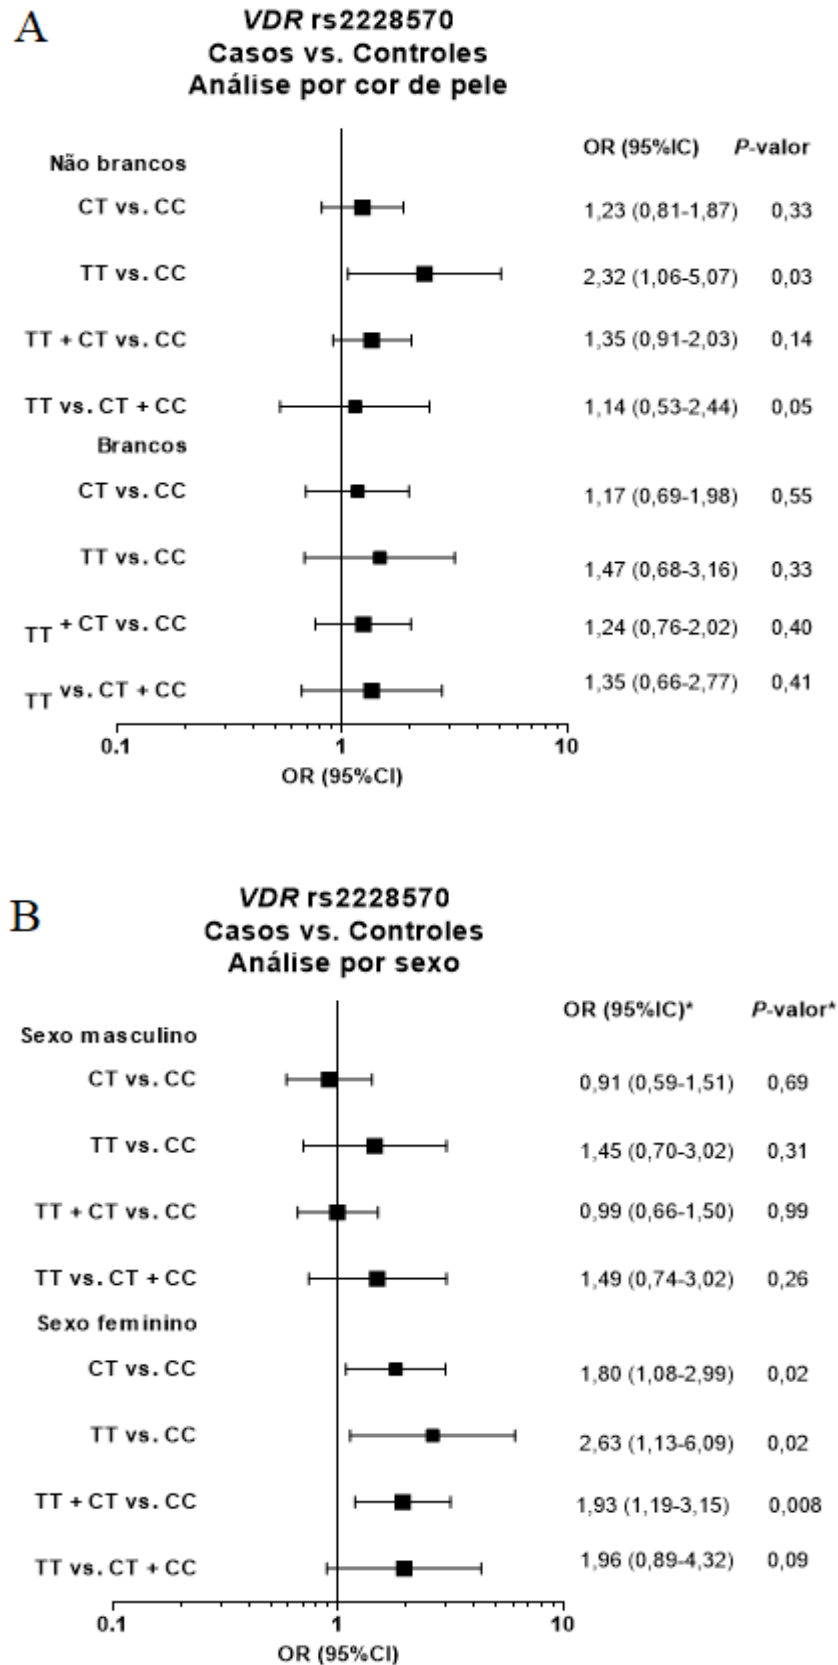 A
VDR rs2228570
Casos vs. Controles
Análise por cor de pele
OR (95%IC) P-valor
Não brancos
CT vs. CC 1,23 (0,81-1,87) 0,33
TT vs. CC 2,32 (1,06-5,07) 0,03
TT + CT vs. CC 1,35 (0,91-2,03) 0,14
TT vs. CT + CC 1,14 (0,53-2,44) 0,05
Brancos
CT vs. CC 1,17 (0,69-1,98) 0,55
TT vs. CC 1,47 (0,68-3,16) 0,33
TT + CT vs. CC 1,24 (0,76-2,02) 0,40
TT vs. CT + CC 1,35 (0,66-2,77) 0,41
0.1 1 10
OR (95%CI)
B
VDR rs2228570
Casos vs. Controles
Análise por sexo
OR (95%IC)* P-valor*
Sexo masculino
CT vs. CC 0,91 (0,59-1,51) 0,69
TT vs. CC 1,45 (0,70-3,02) 0,31
TT + CT vs. CC 0,99 (0,66-1,50) 0,99
TT vs. CT + CC 1,49 (0,74-3,02) 0,26
Sexo feminino
CT vs. CC 1,80 (1,08-2,99) 0,02
TT vs. CC 2,63 (1,13-6,09) 0,02
TT + CT vs. CC 1,93 (1,19-3,15) 0,008
TT vs. CT + CC 1,96 (0,89-4,32) 0,09
0.1 1 10
OR (95%CI)